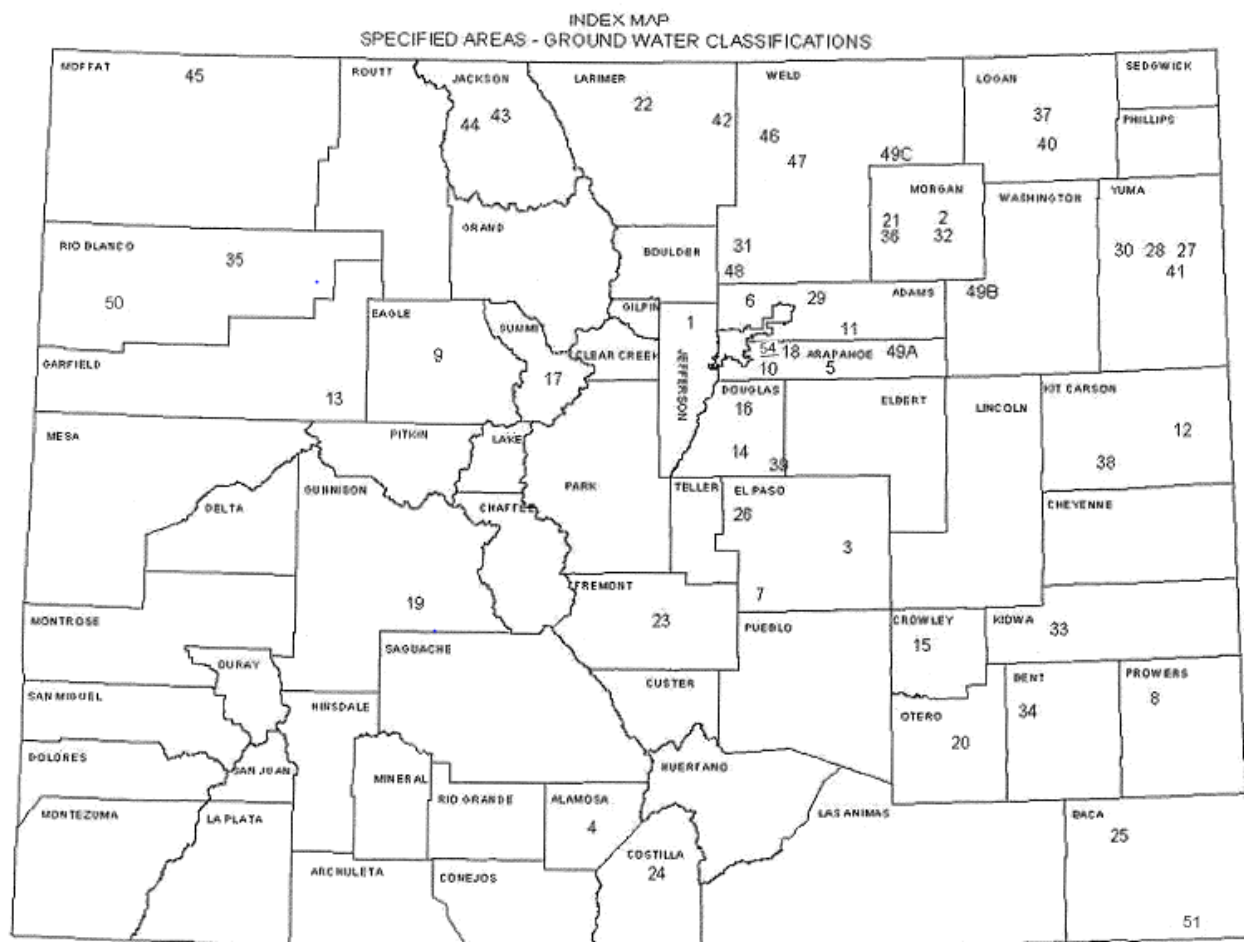 INDEX MAP
SPECIFIED AREAS - GROUND WATER CLASSIFICATIONS
MOFFAT
45
ROUTT
JACKSON
44
43
LARIMER
22
42
WELD
46
47
49C
LOGAN
37
40
SEDGWICK
PHILLIPS
MORGAN
21
2
36
32
WASHINGTON
YUMA
30
28
27
41
RIO BLANCO
35
50
GRAND
BOULDER
31
48
GILPIN
6
29
ADAMS
49B
11
GARFIELD
13
EAGLE
9
SUMMIT
17
CLEAR CREEK
1
JEFFERSON
54
18
ARAPAHOE
49A
10
5
DOUGLAS
16
14
39
ELBERT
LINCOLN
KIT CARSON
12
38
MESA
PITKIN
LAKE
PARK
TELLER
EL PASO
26
3
7
CHEYENNE
DELTA
GUNNISON
19
CHAFFEE
FREMONT
23
MONTROSE
OURAY
SAGUACHE
CUSTER
PUEBLO
CROWLEY
15
KIOWA
33
SAN MIGUEL
HINSDALE
OTERO
20
BENT
34
PROWERS
8
DOLORES
SAN JUAN
MINERAL
RIO GRANDE
ALAMOSA
4
HUERFANO
LAS ANIMAS
MONTEZUMA
LA PLATA
ARCHULETA
CONEJOS
COSTILLA
24
BACA
25
51